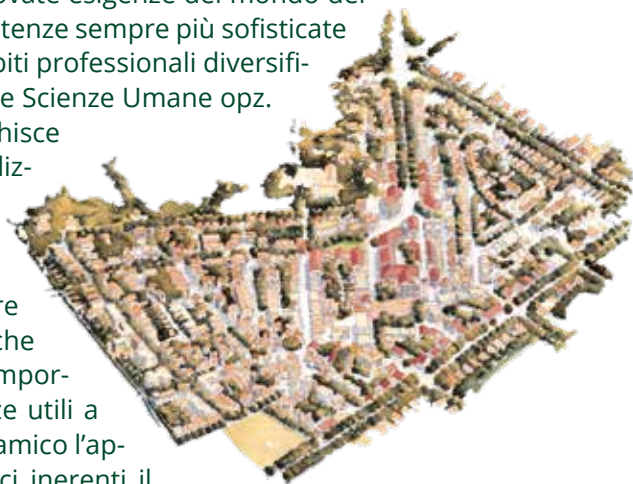 ovate esigenze del mondo del
tenze sempre più sofisticate
biti professionali diversifi-
e Scienze Umane opz.
hisce
diz-
re
che
mpor-
ze utili a
amico l'ap-
ci inerenti il